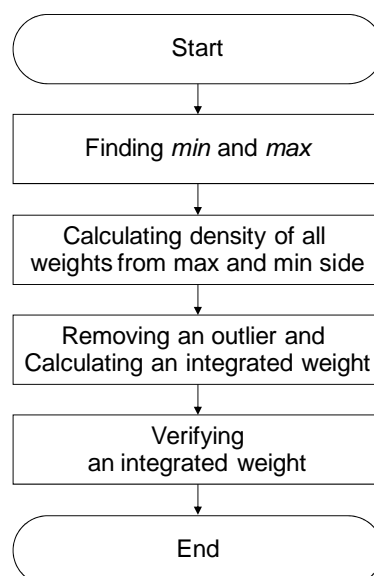 Start
Finding min and max
Calculating density of all
weights from max and min side
Removing an outlier and
Calculating an integrated weight
Verifying
an integrated weight
End